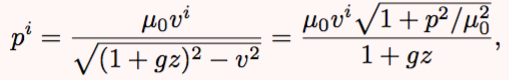 $$p^i = \frac{\mu_0 v^i}{\sqrt{(1+gz)^2 - v^2}} = \frac{\mu_0 v^i \sqrt{1+p^2/\mu_0^2}}{1+gz},$$